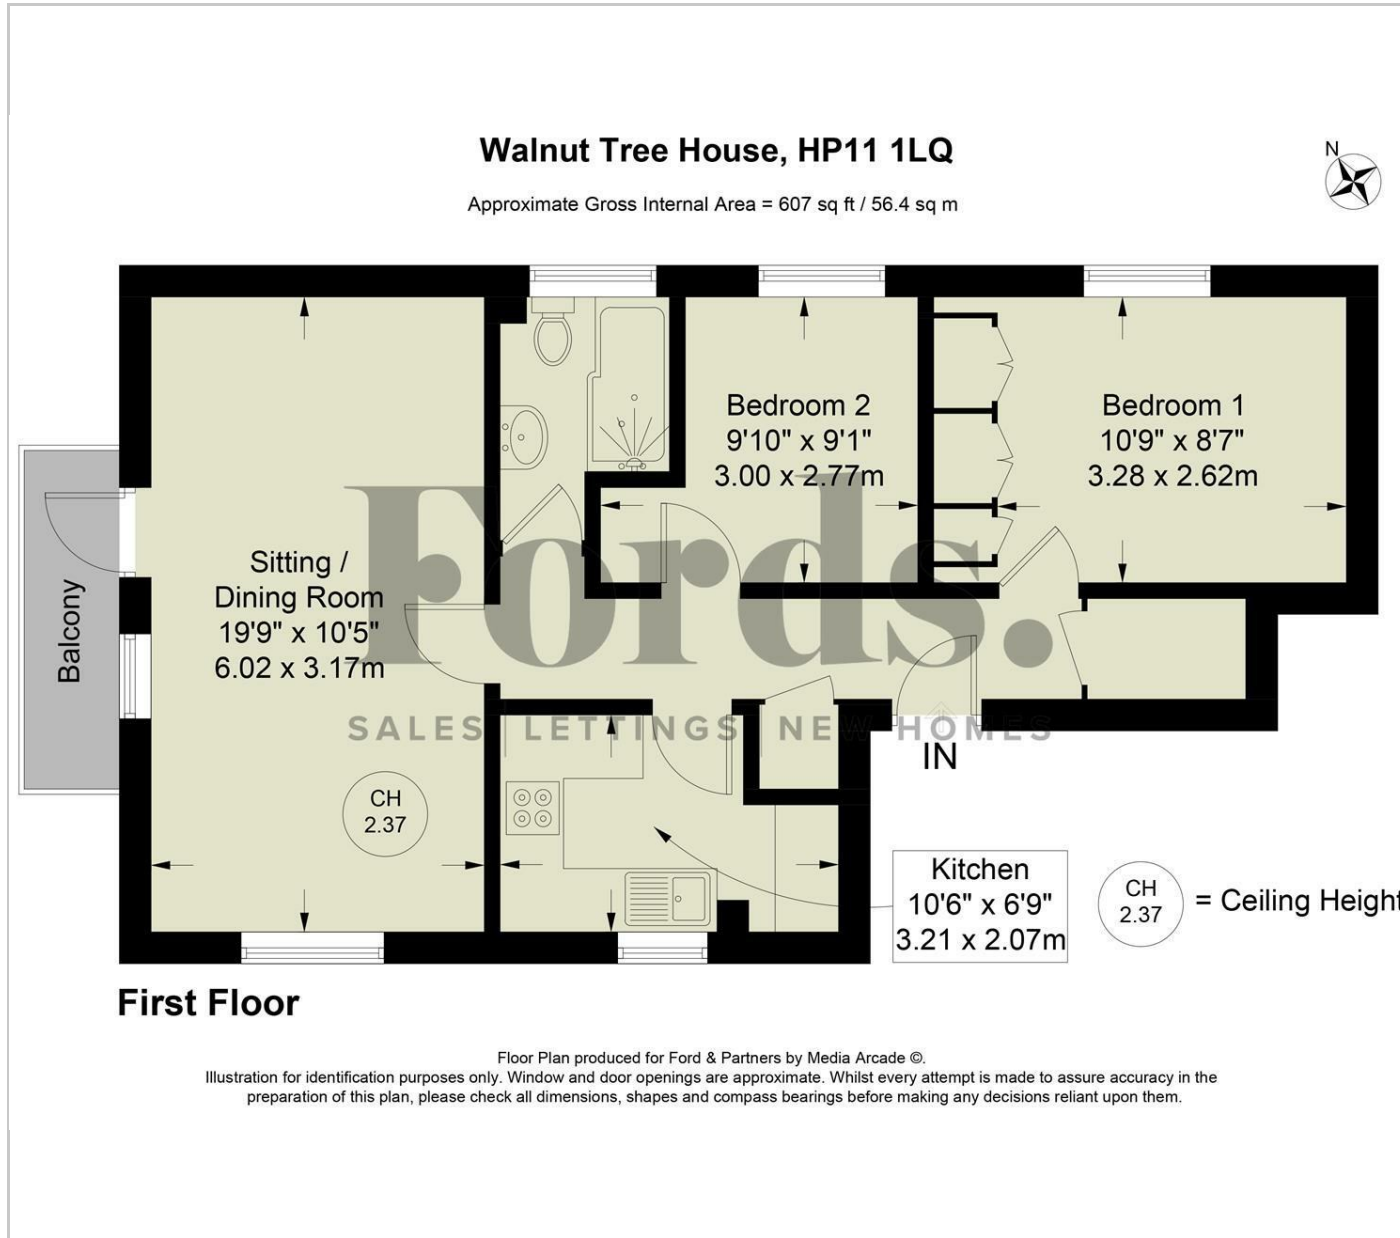 Walnut Tree House, HP11 1LQ
N
Approximate Gross Internal Area = 607 sq ft / 56.4 sq m
Bedroom 2
9'10" x 9'1"
3.00 x 2.77m
Bedroom 1
10'9" x 8'7"
3.28 x 2.62m
Fords.
SALES LETTINGS NEW HOMES
Balcony
Sitting /
Dining Room
19'9" x 10'5"
6.02 x 3.17m
IN
CH
2.37
Kitchen
10'6" x 6'9"
3.21 x 2.07m
CH
2.37
= Ceiling Height
First Floor
Floor Plan produced for Ford & Partners by Media Arcade ©.
Illustration for identification purposes only. Window and door openings are approximate. Whilst every attempt is made to assure accuracy in the
preparation of this plan, please check all dimensions, shapes and compass bearings before making any decisions reliant upon them.